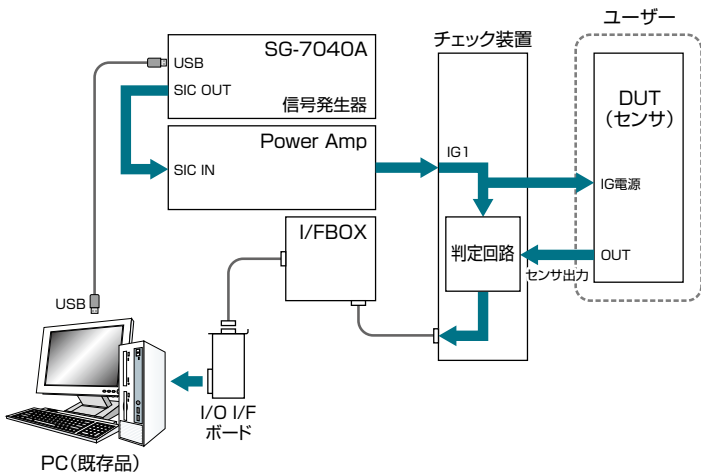 ユーザー
チェック装置
SG-7040A
USB
SIC OUT
信号発生器
DUT
（センサ）
Power Amp
SIC IN
IG1
IG電源
I/FBOX
判定回路
OUT
センサ出力
USB
I/O I/F
ボード
PC（既存品）